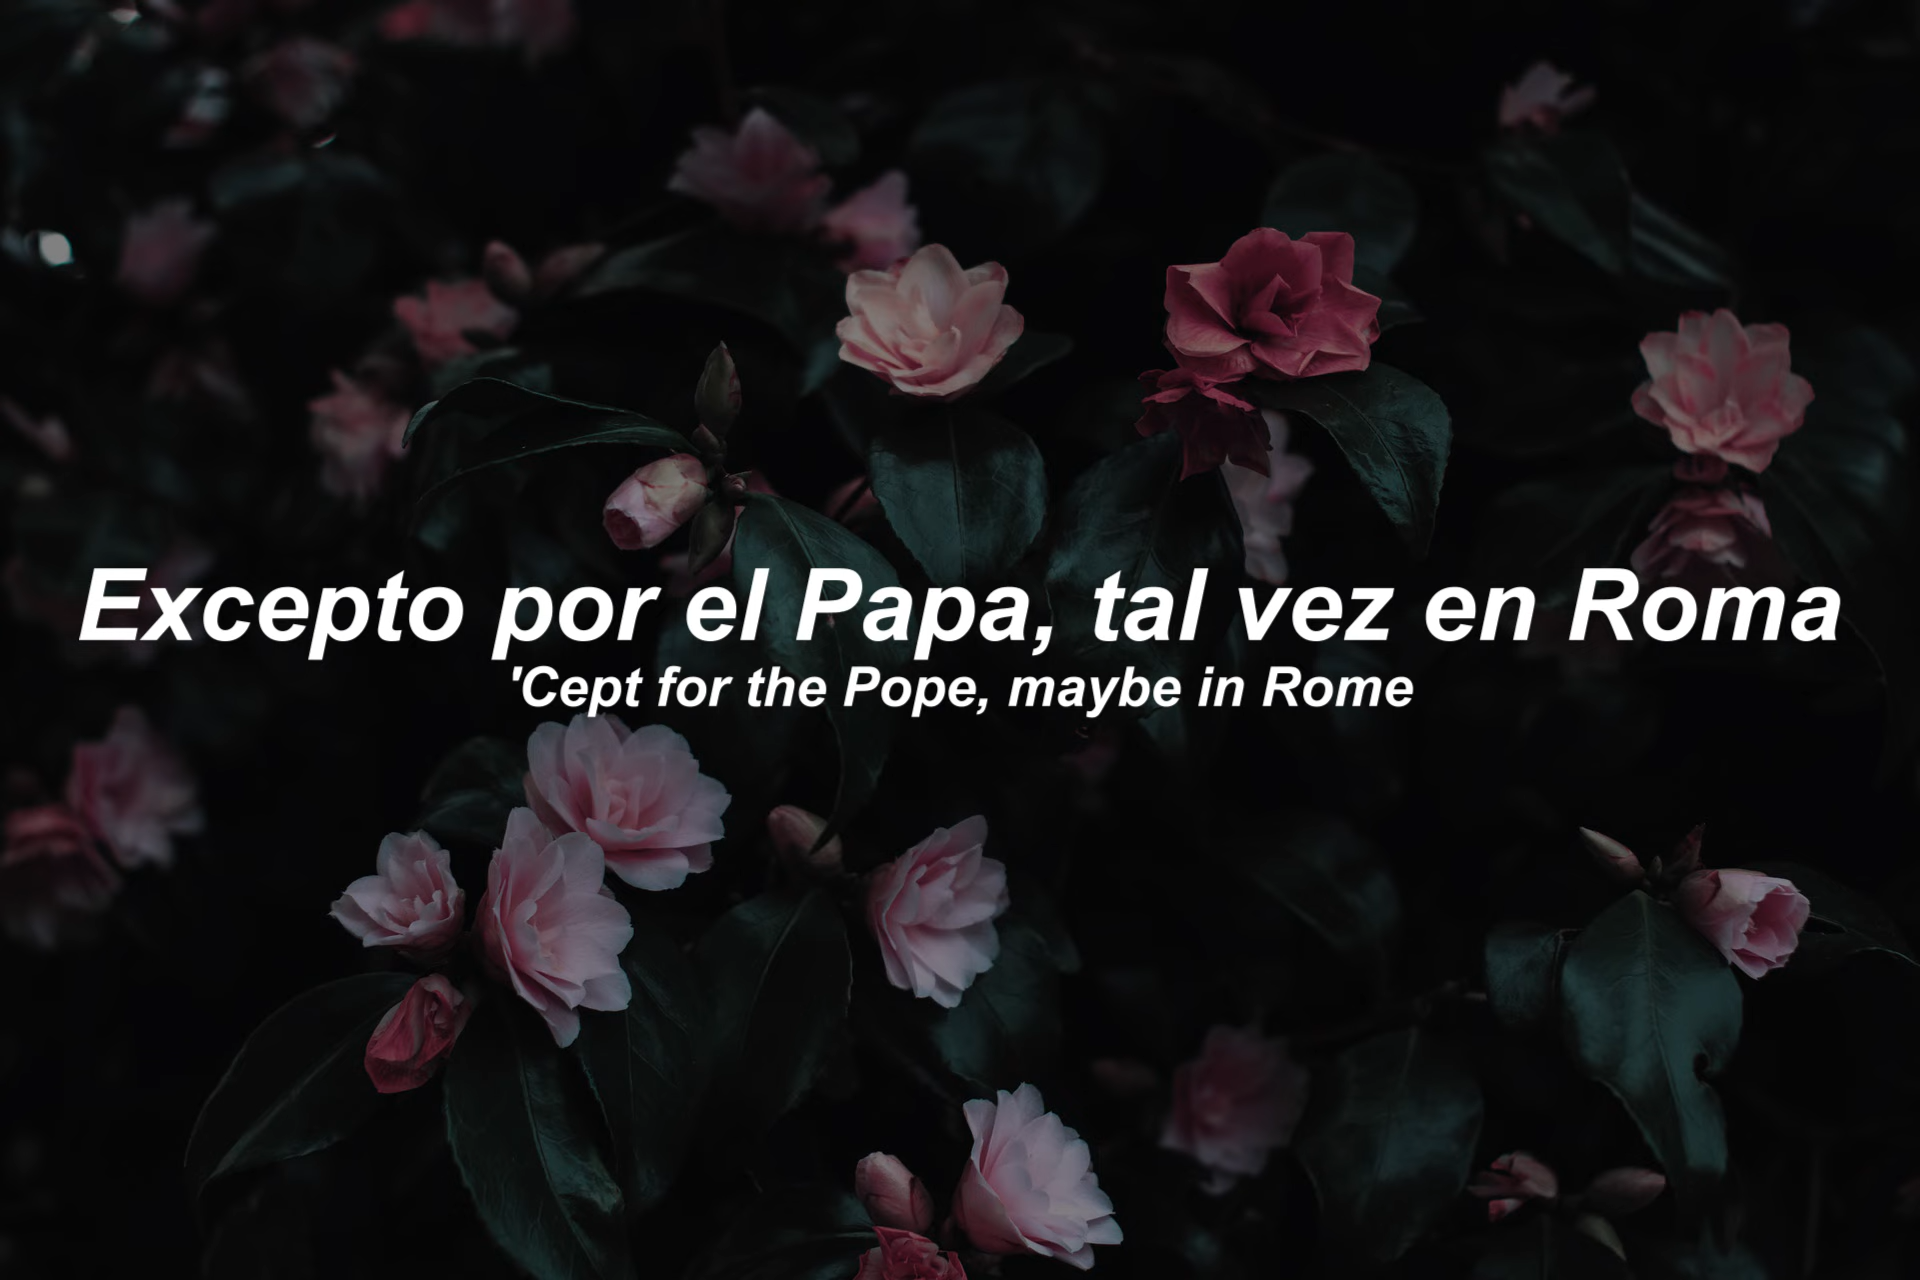 Excepto por el Papa, tal vez en Roma
'Cept for the Pope, maybe in Rome